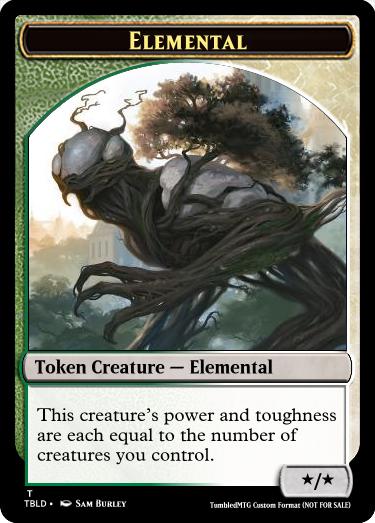 Elemental
Token Creature — Elemental
This creature's power and toughness
are each equal to the number of
creatures you control.
★/★
T
TBLD • Sam Burley
TumbledMTG Custom Format (NOT FOR SALE)